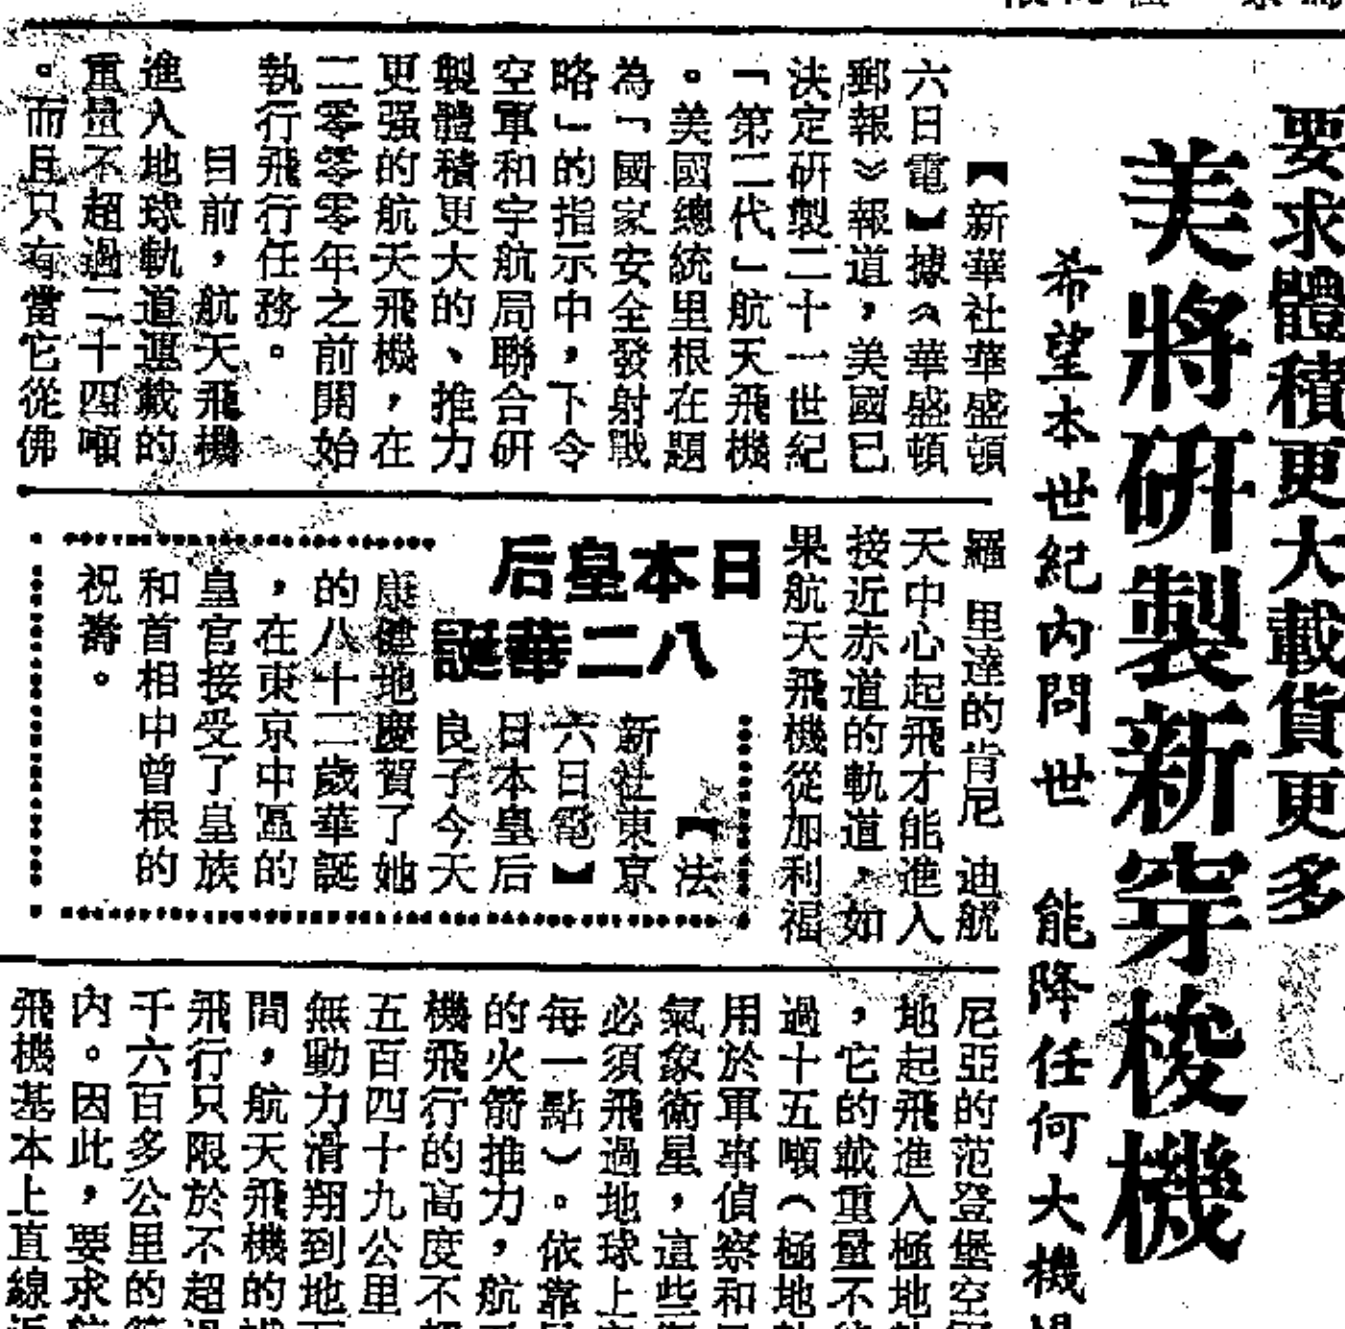 要求體積更大載貨更多
美將研製新穿梭機
希望本世紀內問世 能降任何大機場
【新華社華盛頓
六日電】據《華盛頓
郵報》報道，美國已
決定研製二十一世紀
「第二代」航天飛機
。美國總統里根在題
為「國家安全發射戰
略」的指示中，下令
空軍和宇航局聯合研
製體積更大的、推力
更强的航天飛機，在
二零零零年之前開始
執行飛行任務。
目前，航天飛機
進入地球軌道運載的
重量不超過二十四噸
。而且只有當它從佛
羅里達的肯尼迪航
天中心起飛才能進入
接近赤道的軌道。如
果航天飛機從加利福
尼亞的范登堡空軍
地起飛進入極地軌
，它的載重量不能
過十五噸（極地軌
用於軍事偵察和
氣象衛星，這些衛
必須飛過地球上
每一點）。依靠
的火箭推力，航天
機飛行的高度不超
五百四十九公里
無動力滑翔到地面
間，航天飛機的
飛行只限於不超過
千六百多公里的範
內。因此，要求航
飛機基本上直線返
日本皇后
八二華誕
【法
新社東京
六日電】
日本皇后
良子今天
康健地慶賀了她
的八十二歲華誕
，在東京中區的
皇宮接受了皇族
和首相中曾根的
祝壽。